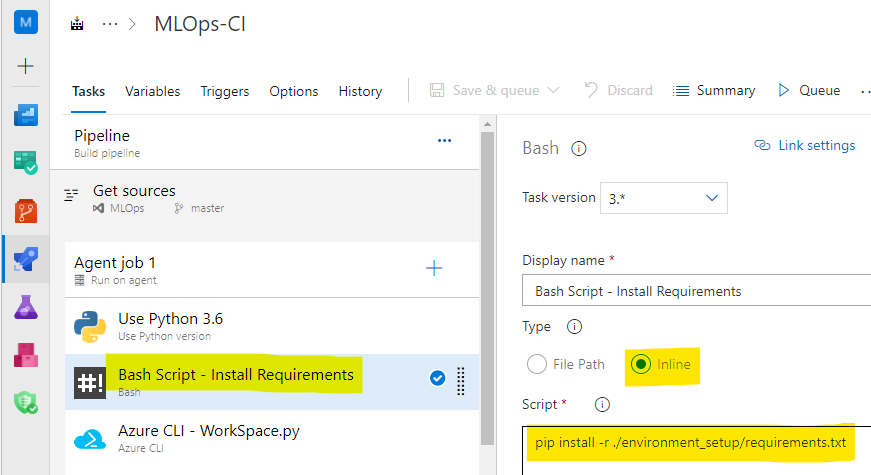 M
... > MLOps-CI
Tasks Variables Triggers Options History Save & queue Discard Summary Queue ...
Pipeline
Build pipeline
...
Get sources
MLOps master
Agent job 1
Run on agent
Use Python 3.6
Use Python version
#!
Bash Script - Install Requirements
Bash
Azure CLI - WorkSpace.py
Azure CLI
Bash
Link settings
Task version 3.*
Display name *
Bash Script - Install Requirements
Type
File Path Inline
Script *
pip install -r ./environment_setup/requirements.txt